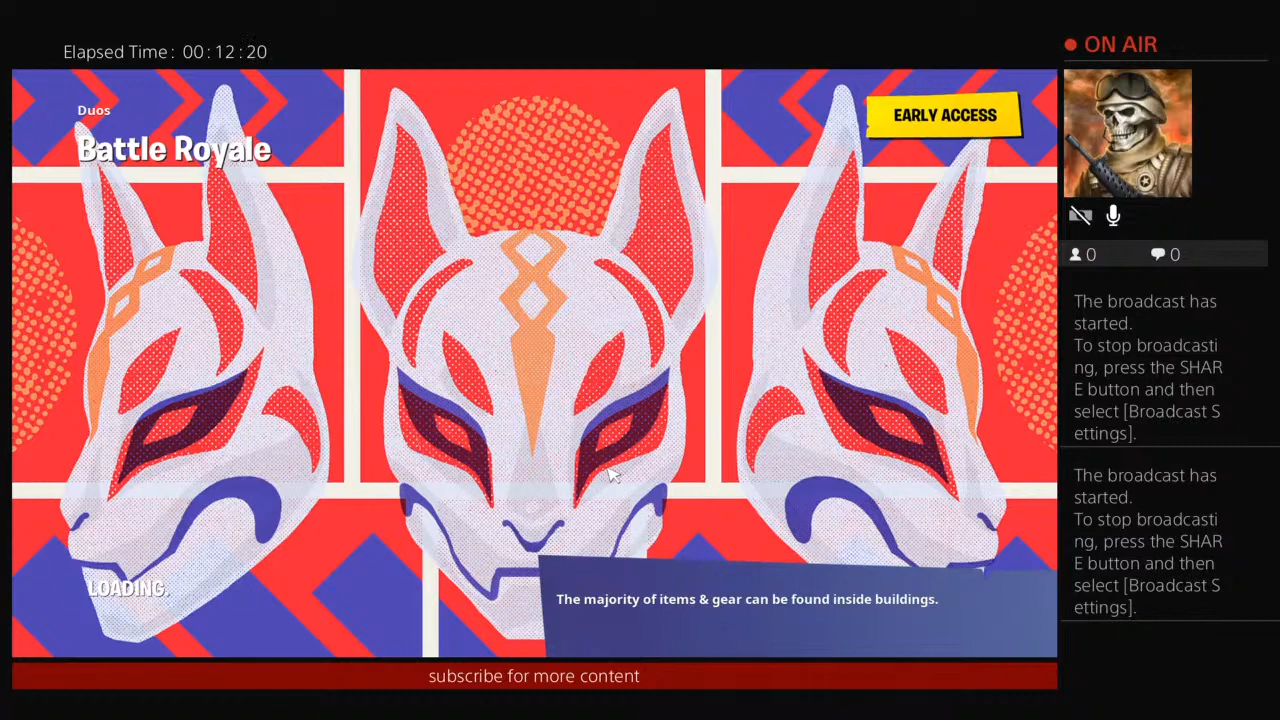 Elapsed Time: 00:12:20
ON AIR
Duos
Battle Royale
EARLY ACCESS
0
0
The broadcast has
started.
To stop broadcasti
ng, press the SHAR
E button and then
select [Broadcast S
ettings].
The broadcast has
started.
To stop broadcasti
ng, press the SHAR
E button and then
select [Broadcast S
ettings].
LOADING.
The majority of items & gear can be found inside buildings.
subscribe for more content